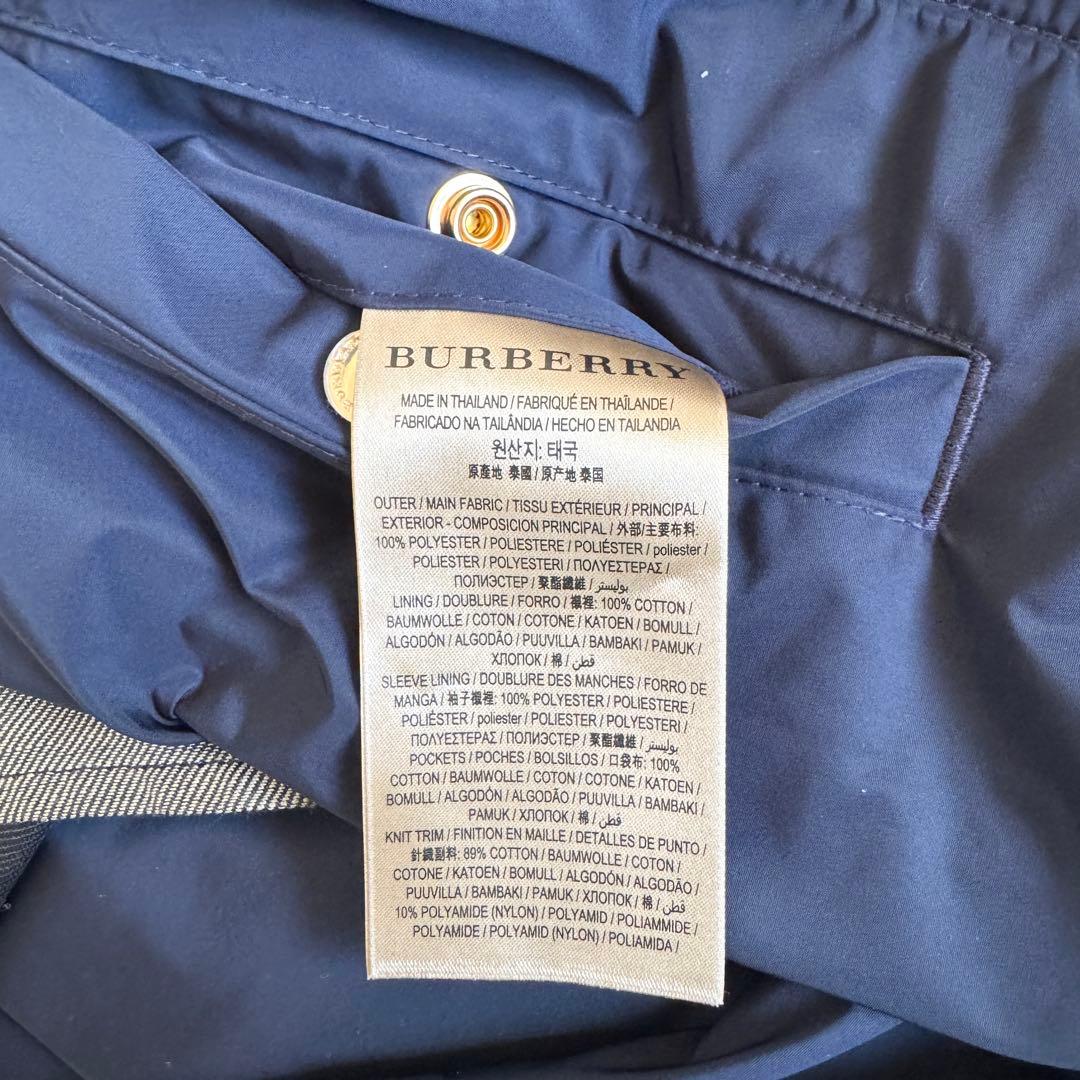 BURBERRY
MADE IN THAILAND / FABRIQUÉ EN THAÏLANDE /
FABRICADO NA TAILÂNDIA / HECHO EN TAILANDIA
원산지: 태국
原產地 泰國 / 原产地 泰国
OUTER / MAIN FABRIC / TISSU EXTÉRIEUR / PRINCIPAL /
EXTERIOR - COMPOSICION PRINCIPAL / 外部/主要布料:
100% POLYESTER / POLIESTERE / POLIÉSTER / poliester /
POLIESTER / POLYESTERI / ΠΟΛΥΕΣΤΕΡΑΣ /
ПОЛИЭСТЕР / 聚酯纖維 / بوليستر
LINING / DOUBLURE / FORRO / 襯裡: 100% COTTON /
BAUMWOLLE / COTON / COTONE / KATOEN / BOMULL /
ALGODÓN / ALGODÃO / PUUVILLA / BAMBAKI / PAMUK /
ХЛОПОК / 棉 / قطن
SLEEVE LINING / DOUBLURE DES MANCHES / FORRO DE
MANGA / 袖子襯裡: 100% POLYESTER / POLIESTERE /
POLIÉSTER / poliester / POLIESTER / POLYESTERI /
ΠΟΛΥΕΣΤΕΡΑΣ / ПОЛИЭСТЕР / 聚酯纖維 / بوليستر
POCKETS / POCHES / BOLSILLOS / 口袋布: 100%
COTTON / BAUMWOLLE / COTON / COTONE / KATOEN /
BOMULL / ALGODÓN / ALGODÃO / PUUVILLA / BAMBAKI /
PAMUK / ХЛОПОК / 棉 / قطن
KNIT TRIM / FINITION EN MAILLE / DETALLES DE PUNTO /
針織副料: 89% COTTON / BAUMWOLLE / COTON /
COTONE / KATOEN / BOMULL / ALGODÓN / ALGODÃO /
PUUVILLA / BAMBAKI / PAMUK / ХЛОПОК / 棉 / قطن
10% POLYAMIDE (NYLON) / POLYAMID / POLIAMMIDE /
POLYAMIDE / POLYAMID (NYLON) / POLIAMIDA /